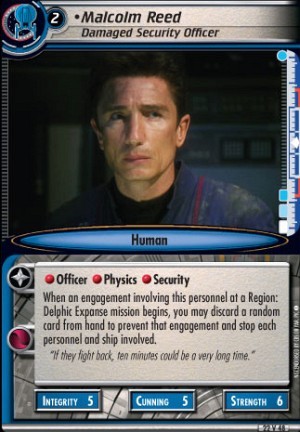 2
•Malcolm Reed
Damaged Security Officer
Human
Officer Physics Security
When an engagement involving this personnel at a Region:
Delphic Expanse mission begins, you may discard a random
card from hand to prevent that engagement and stop each
personnel and ship involved.
"If they fight back, ten minutes could be a very long time."
Integrity 5 Cunning 5 Strength 6